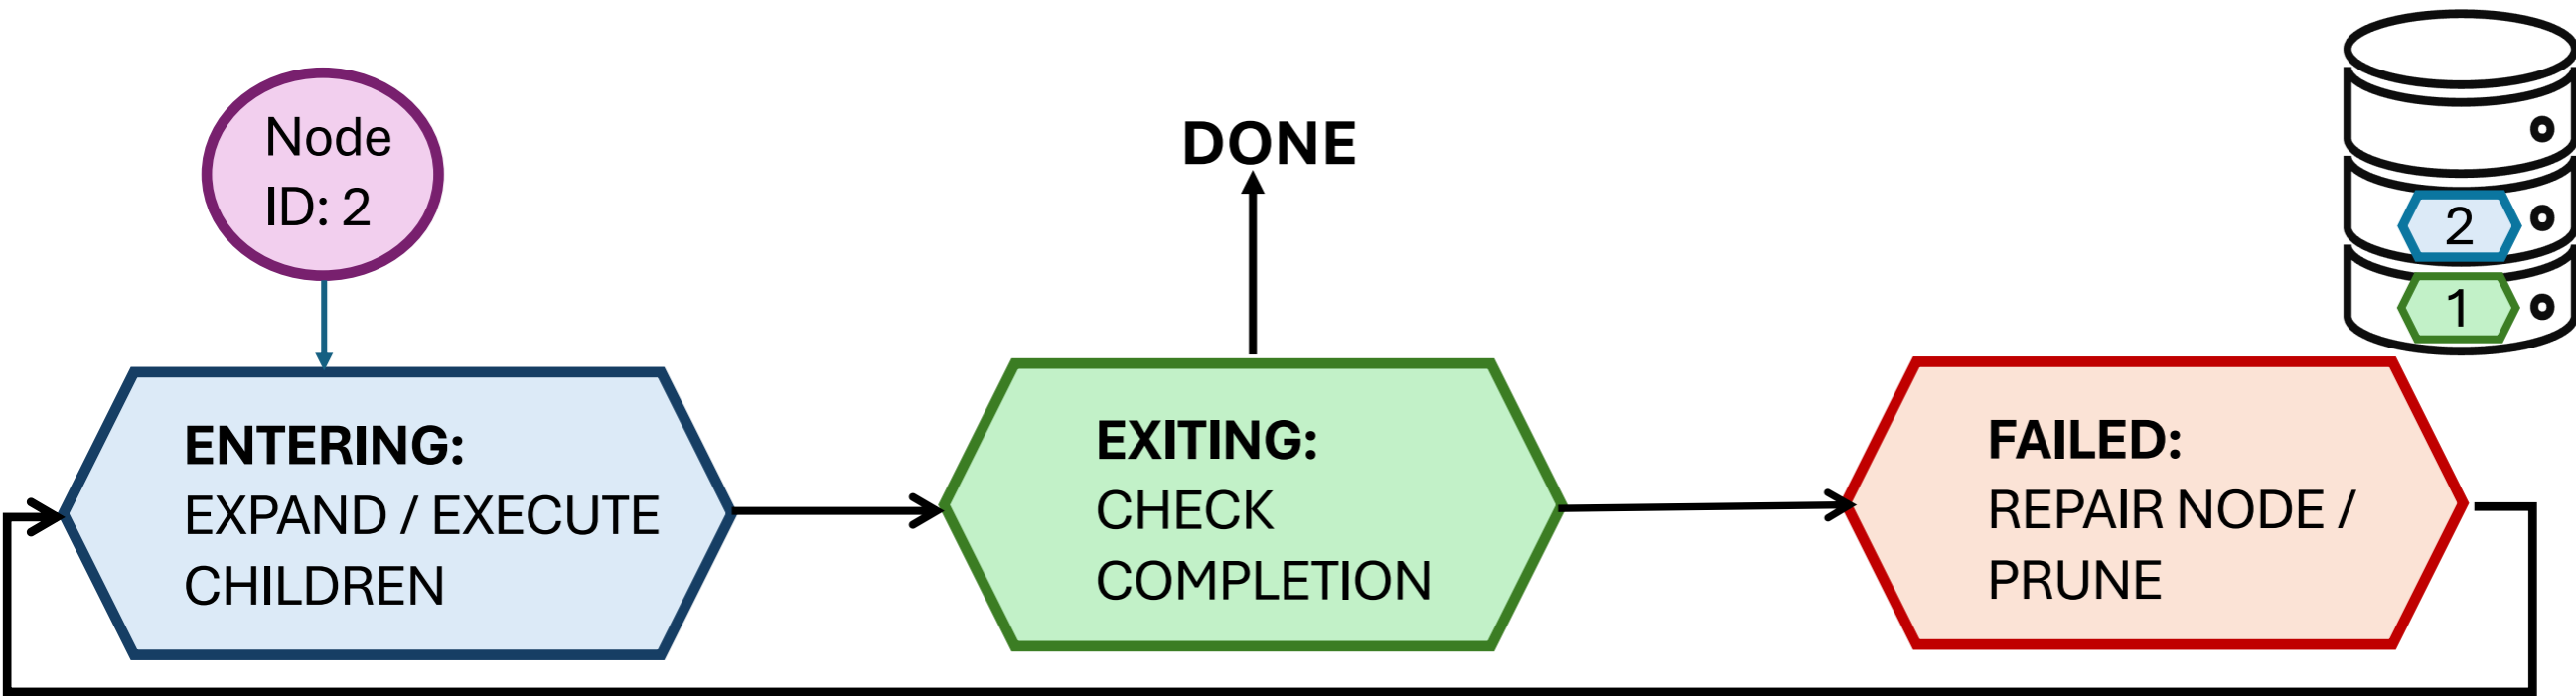 Node
ID: 2
DONE
2
1
ENTERING:
EXPAND / EXECUTE
CHILDREN
EXITING:
CHECK
COMPLETION
FAILED:
REPAIR NODE /
PRUNE